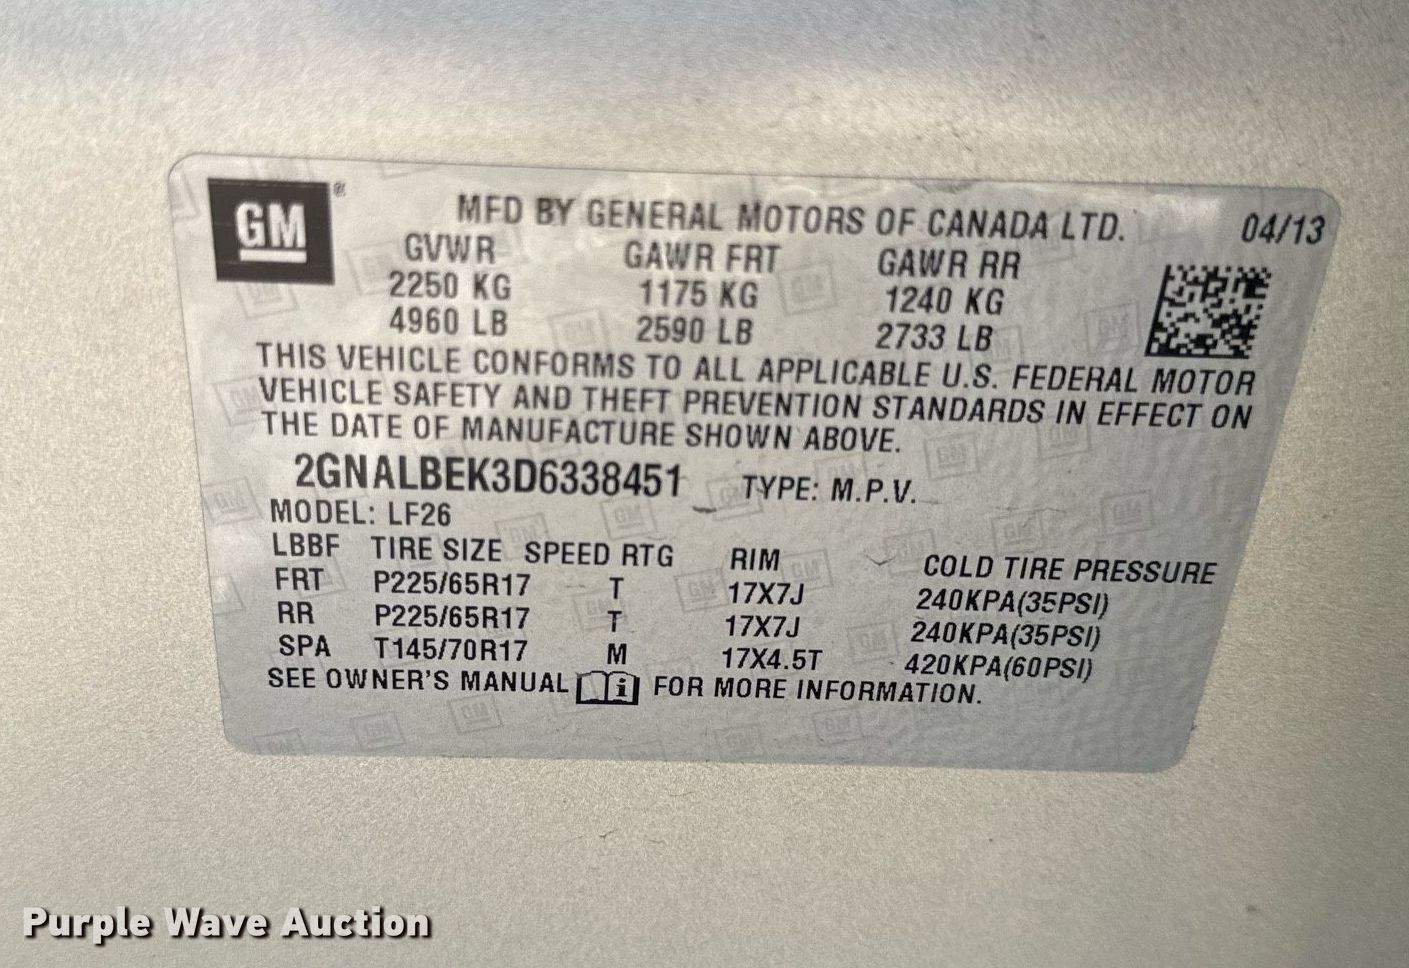 GM ® MFD BY GENERAL MOTORS OF CANADA LTD. 04/13
GVWR GAWR FRT GAWR RR
2250 KG 1175 KG 1240 KG
4960 LB 2590 LB 2733 LB
THIS VEHICLE CONFORMS TO ALL APPLICABLE U.S. FEDERAL MOTOR
VEHICLE SAFETY AND THEFT PREVENTION STANDARDS IN EFFECT ON
THE DATE OF MANUFACTURE SHOWN ABOVE.
2GNALBEK3D6338451 TYPE: M.P.V.
MODEL: LF26
LBBF TIRE SIZE SPEED RTG RIM COLD TIRE PRESSURE
FRT P225/65R17 T 17X7J 240KPA(35PSI)
RR P225/65R17 T 17X7J 240KPA(35PSI)
SPA T145/70R17 M 17X4.5T 420KPA(60PSI)
SEE OWNER'S MANUAL i FOR MORE INFORMATION.
Purple Wave Auction